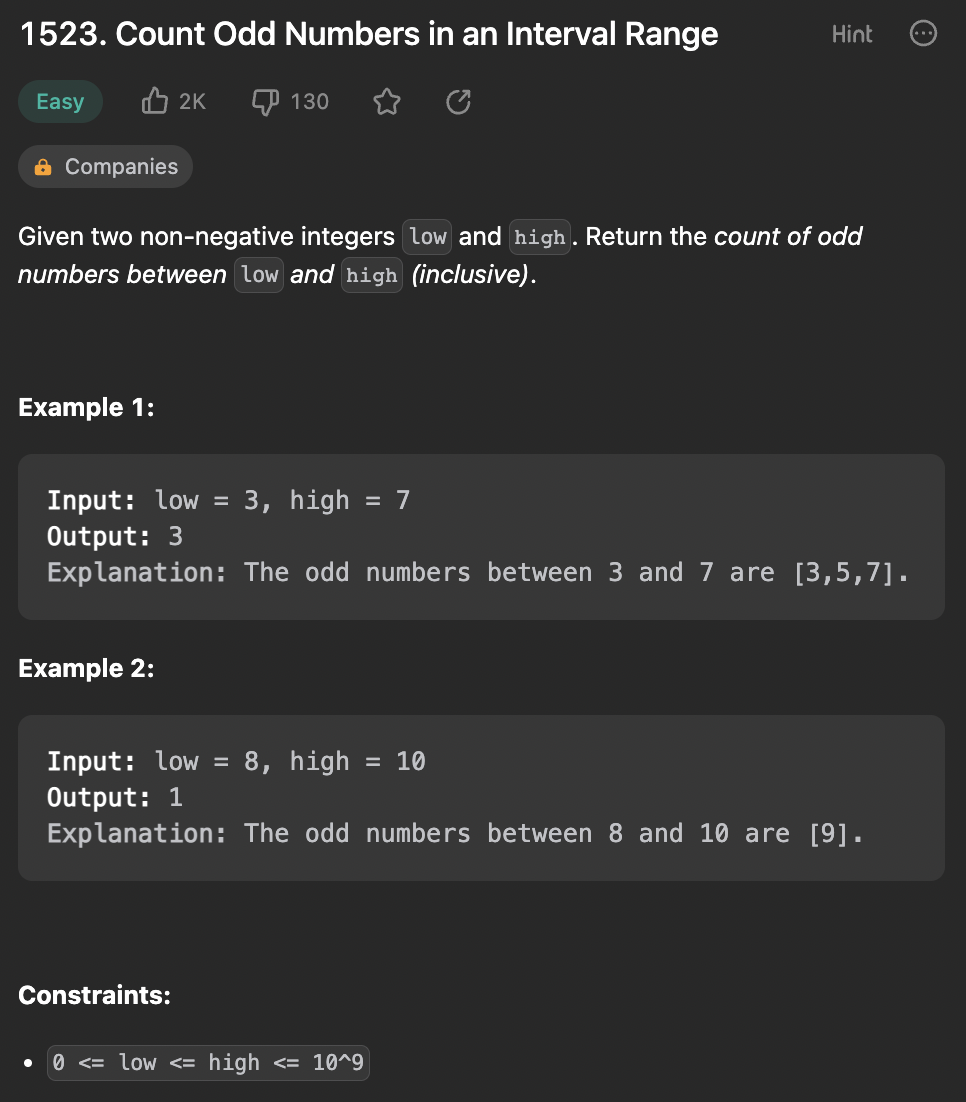 1523. Count Odd Numbers in an Interval Range Hint
Easy 2K 130
Companies
Given two non-negative integers low and high. Return the count of odd
numbers between low and high (inclusive).
Example 1:
Input: low = 3, high = 7
Output: 3
Explanation: The odd numbers between 3 and 7 are [3,5,7].
Example 2:
Input: low = 8, high = 10
Output: 1
Explanation: The odd numbers between 8 and 10 are [9].
Constraints:
• 0 <= low <= high <= 10^9